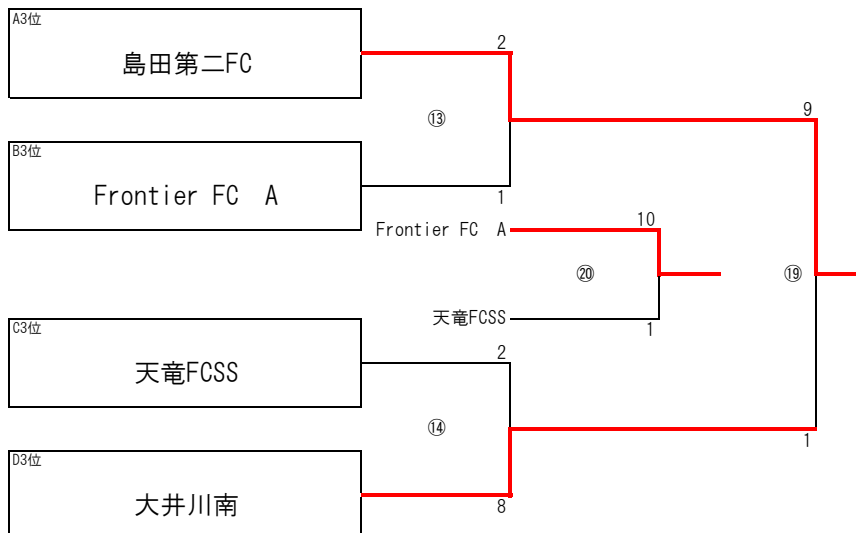 A3位
島田第二FC
2
⑬
9
B3位
Frontier FC　A
1
Frontier FC　A
10
⑳
⑲
天竜FCSS
1
C3位
天竜FCSS
2
⑭
1
D3位
大井川南
8